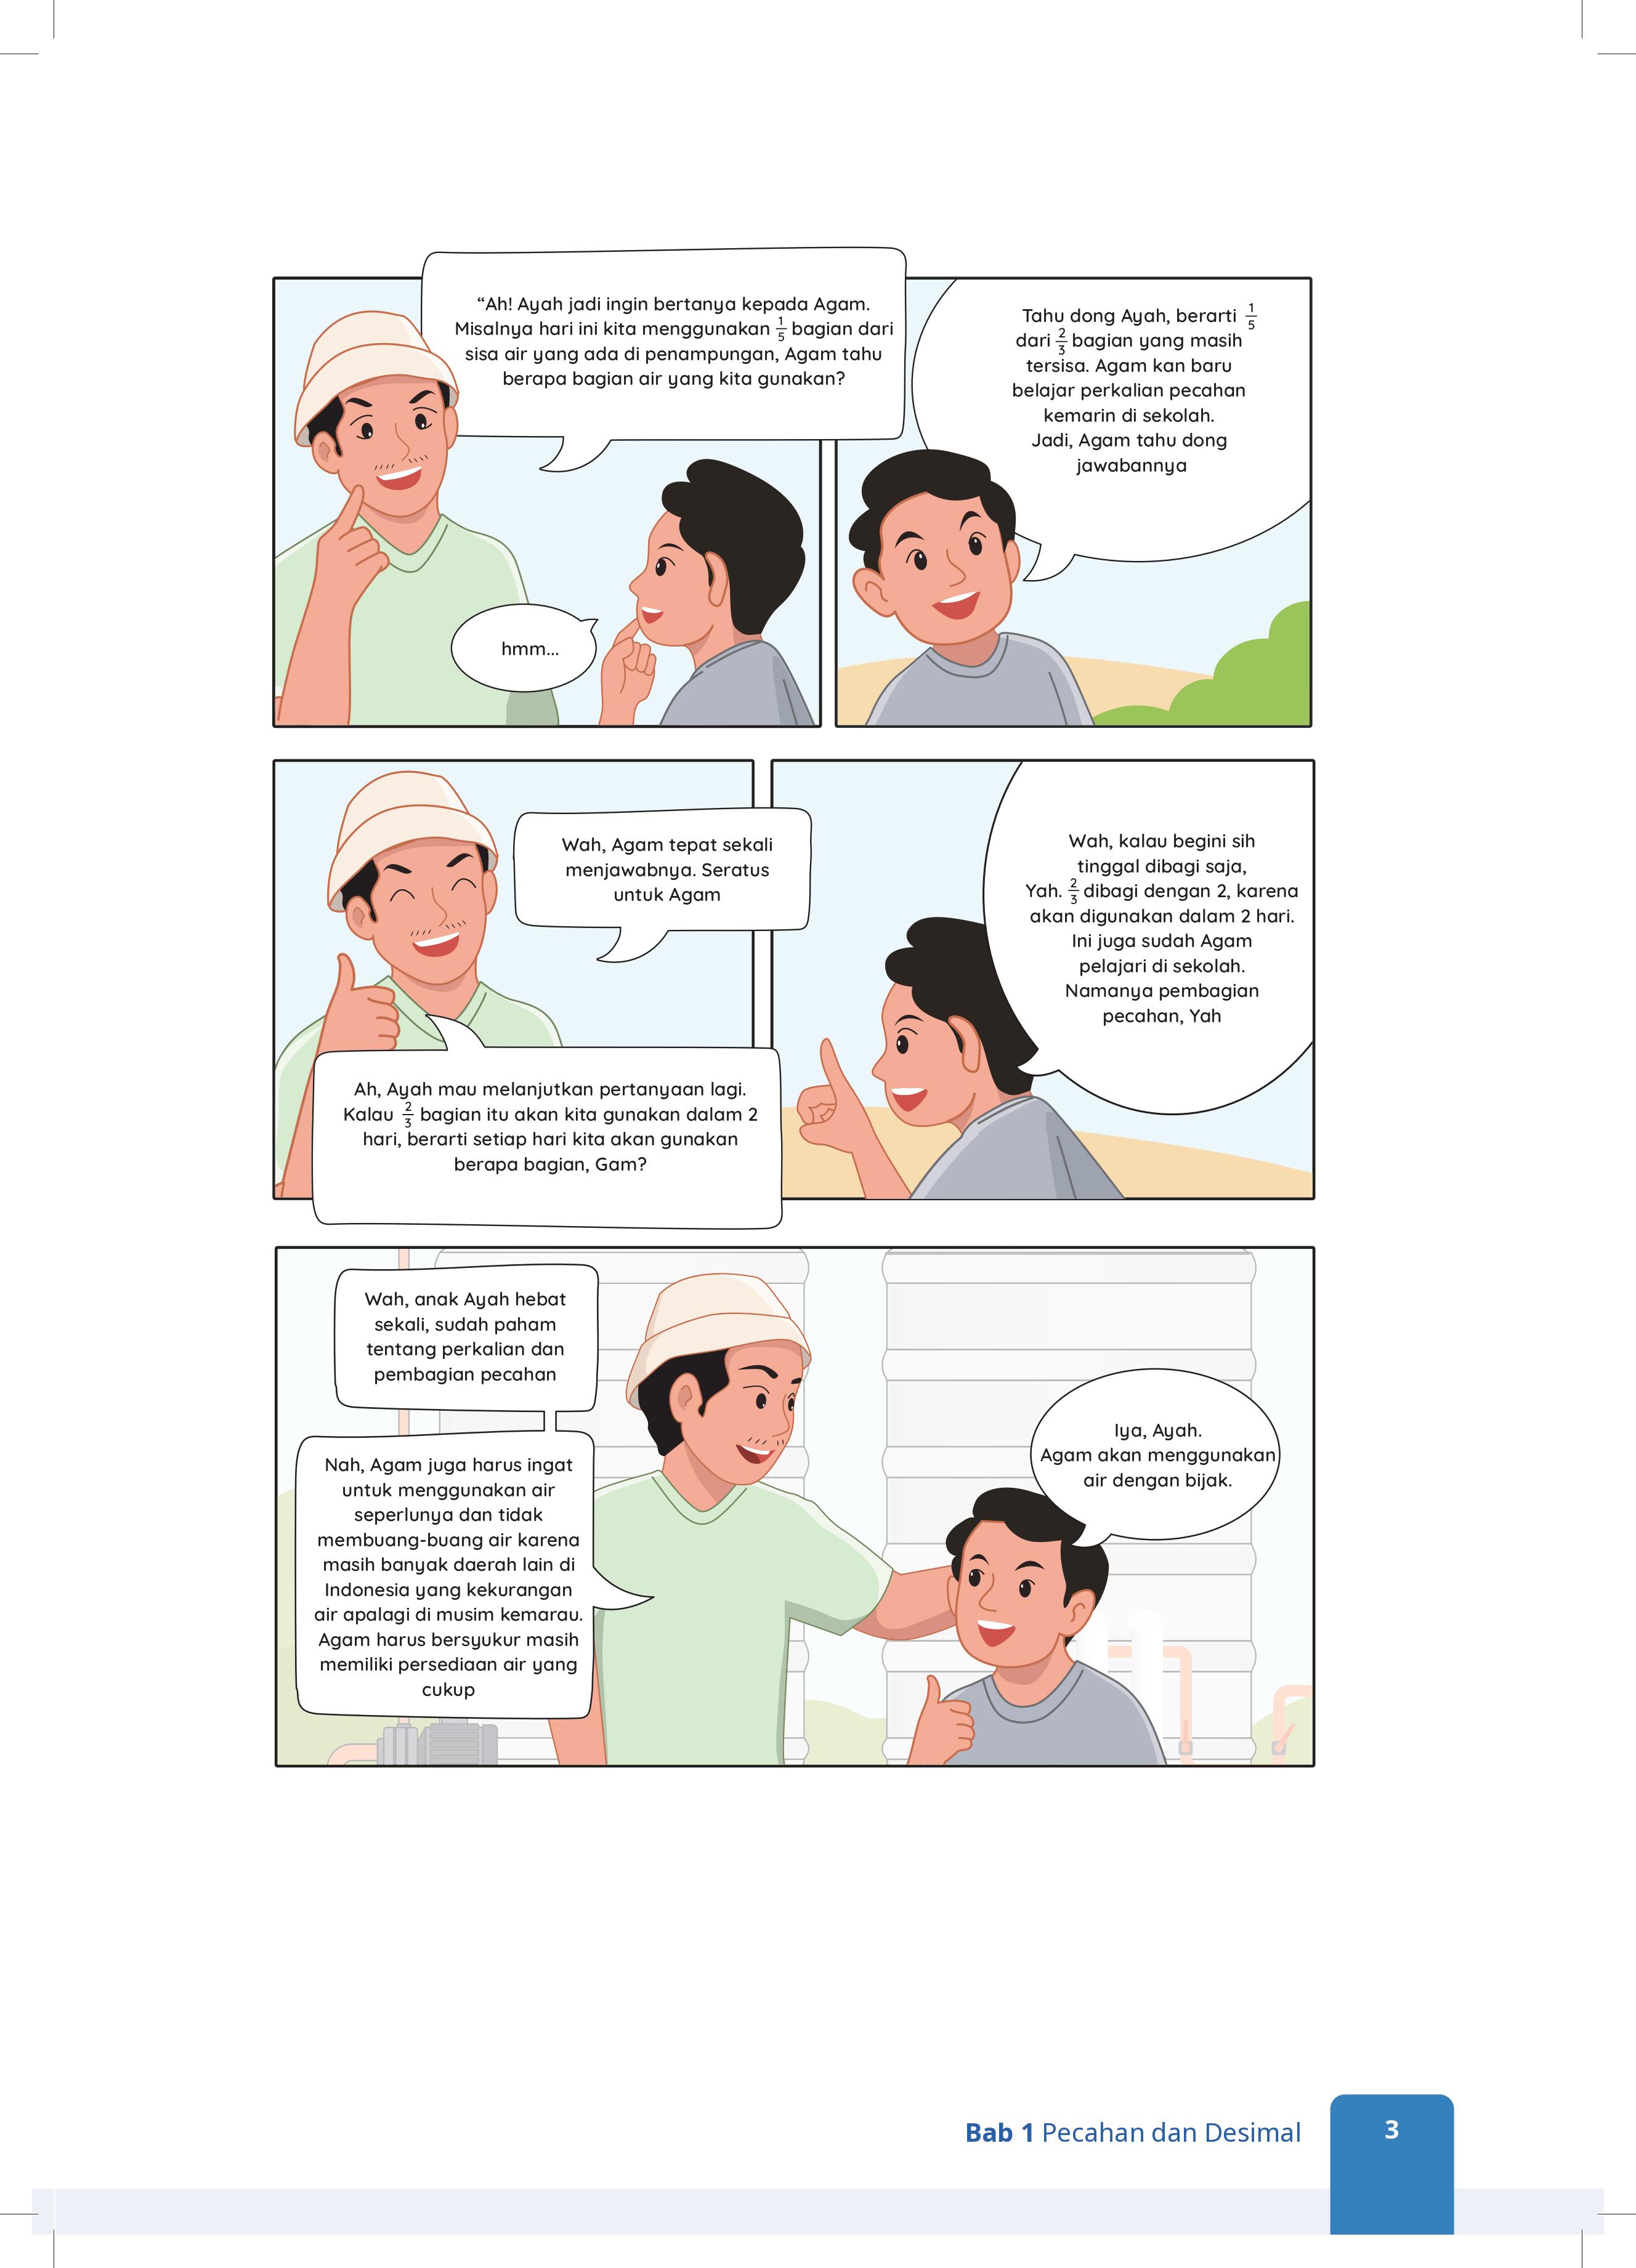 “Ah! Ayah jadi ingin bertanya kepada Agam.
Misalnya hari ini kita menggunakan 1/5 bagian dari
sisa air yang ada di penampungan, Agam tahu
berapa bagian air yang kita gunakan?
hmm...
Tahu dong Ayah, berarti 1/5
dari 2/3 bagian yang masih
tersisa. Agam kan baru
belajar perkalian pecahan
kemarin di sekolah.
Jadi, Agam tahu dong
jawabannya
Wah, Agam tepat sekali
menjawabnya. Seratus
untuk Agam
Ah, Ayah mau melanjutkan pertanyaan lagi.
Kalau 2/3 bagian itu akan kita gunakan dalam 2
hari, berarti setiap hari kita akan gunakan
berapa bagian, Gam?
Wah, kalau begini sih
tinggal dibagi saja,
Yah. 2/3 dibagi dengan 2, karena
akan digunakan dalam 2 hari.
Ini juga sudah Agam
pelajari di sekolah.
Namanya pembagian
pecahan, Yah
Wah, anak Ayah hebat
sekali, sudah paham
tentang perkalian dan
pembagian pecahan
Nah, Agam juga harus ingat
untuk menggunakan air
seperlunya dan tidak
membuang-buang air karena
masih banyak daerah lain di
Indonesia yang kekurangan
air apalagi di musim kemarau.
Agam harus bersyukur masih
memiliki persediaan air yang
cukup
Iya, Ayah.
Agam akan menggunakan
air dengan bijak.
Bab 1 Pecahan dan Desimal
3